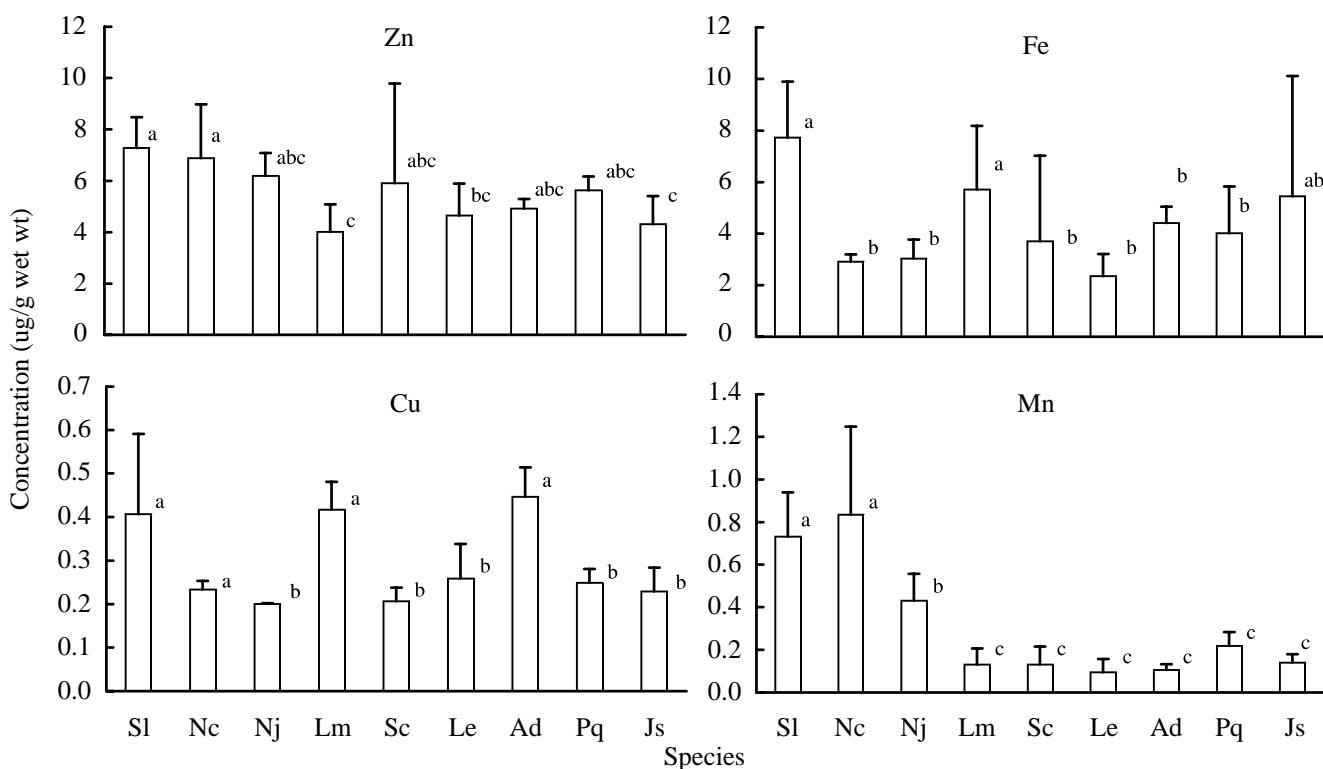 Zn
12
10
8
6
4
2
0
a
a
abc
c
abc
bc
abc
abc
c
Fe
12
10
8
6
4
2
0
a
b
b
a
b
b
b
b
ab
Concentration (ug/g wet wt)
Cu
0.7
0.6
0.5
0.4
0.3
0.2
0.1
0.0
a
a
b
a
b
b
a
b
b
Sl Nc Nj Lm Sc Le Ad Pq Js
Mn
1.4
1.2
1.0
0.8
0.6
0.4
0.2
0.0
a
a
b
c
c
c
c
c
c
Sl Nc Nj Lm Sc Le Ad Pq Js
Species